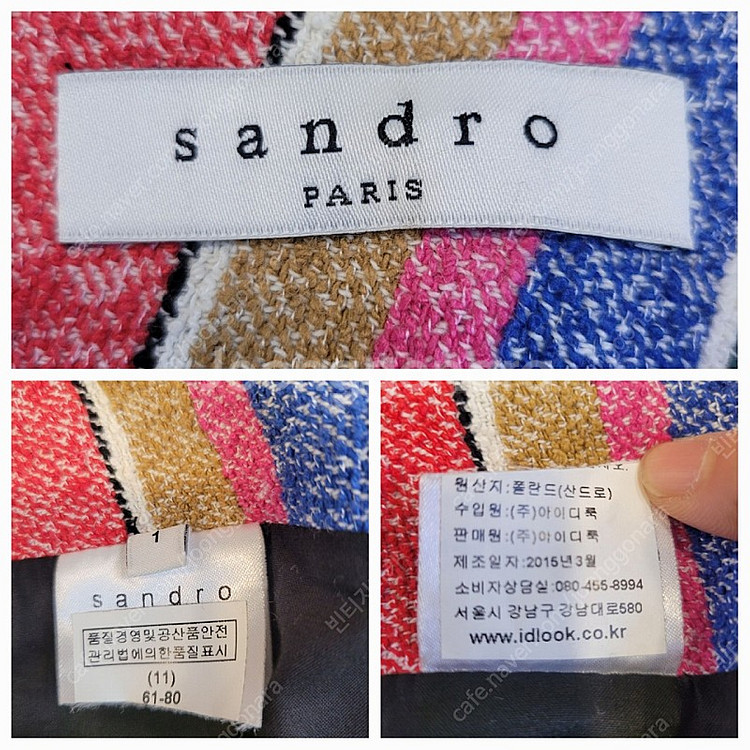 sandro
PARIS
1
sandro
품질경영및공산품안전
관리법에의한품질표시
(11)
61-80
원산지:폴란드(산드로)
수입원:(주)아이디룩
판매원:(주)아이디룩
제조일자:2015년3월
소비자상담실:080-455-8994
서울시 강남구 강남대로580
www.idlook.co.kr
cafe.naver.com/joonggonara